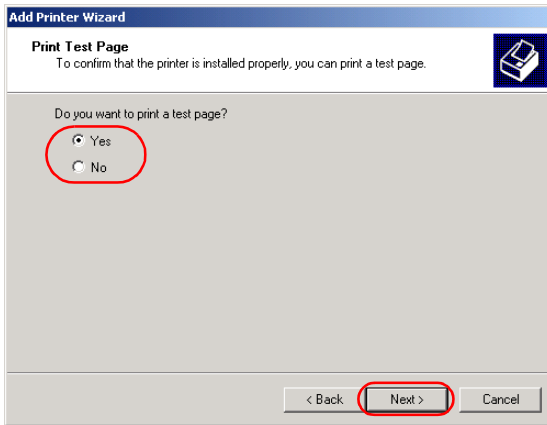 Add Printer Wizard
Print Test Page
To confirm that the printer is installed properly, you can print a test page.
Do you want to print a test page?
Yes
No
< Back Next > Cancel